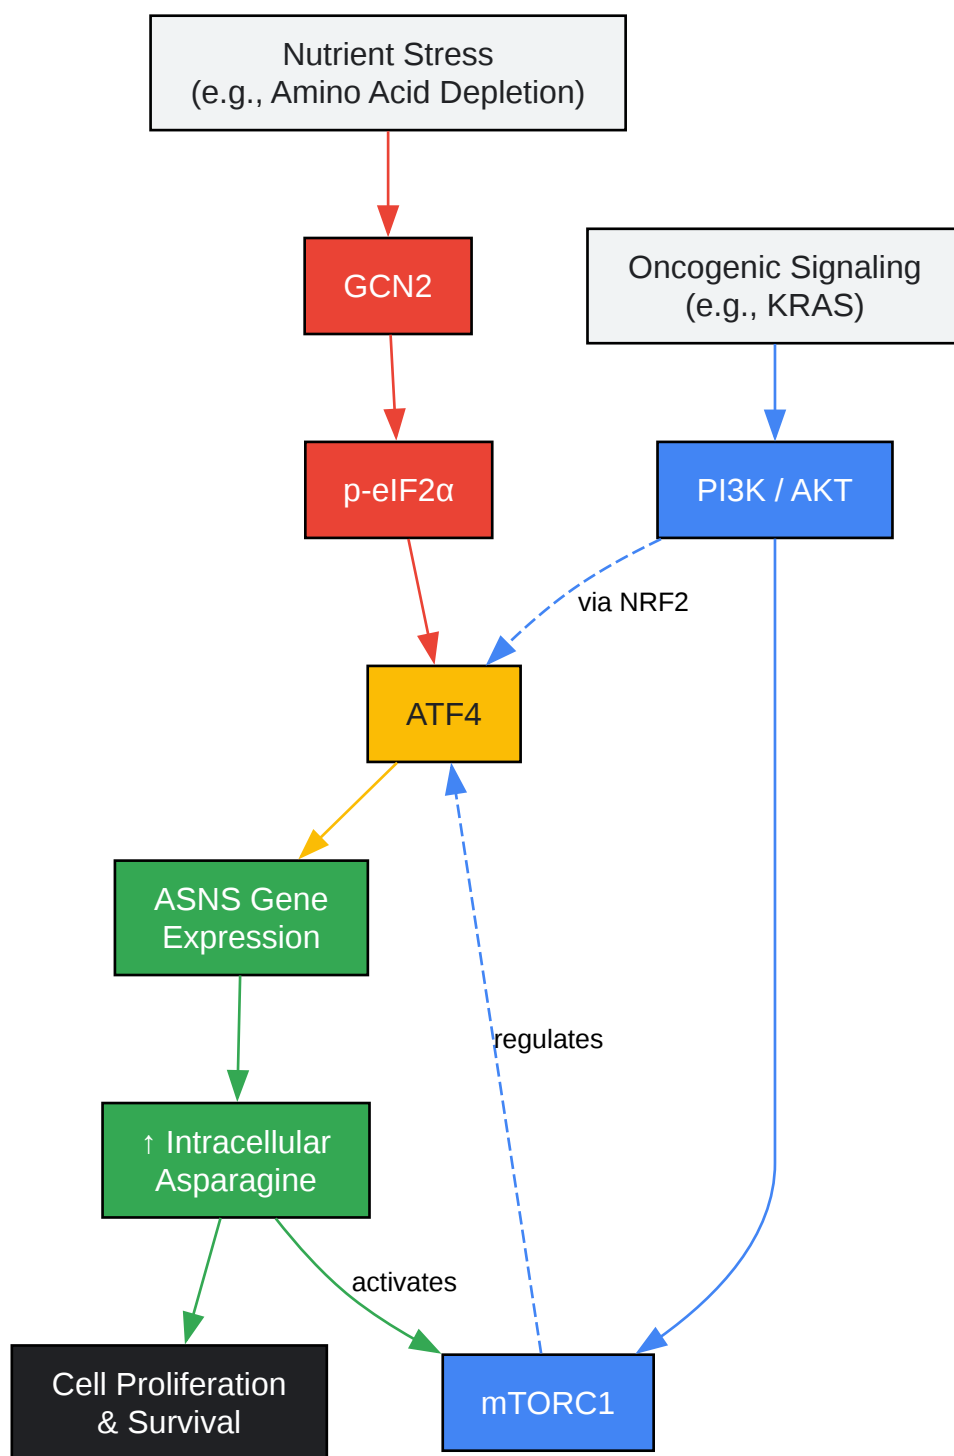 Nutrient Stress
(e.g., Amino Acid Depletion)
GCN2
Oncogenic Signaling
(e.g., KRAS)
p-eIF2α
PI3K / AKT
via NRF2
ATF4
ASNS Gene
Expression
regulates
↑ Intracellular
Asparagine
activates
Cell Proliferation
& Survival
mTORC1